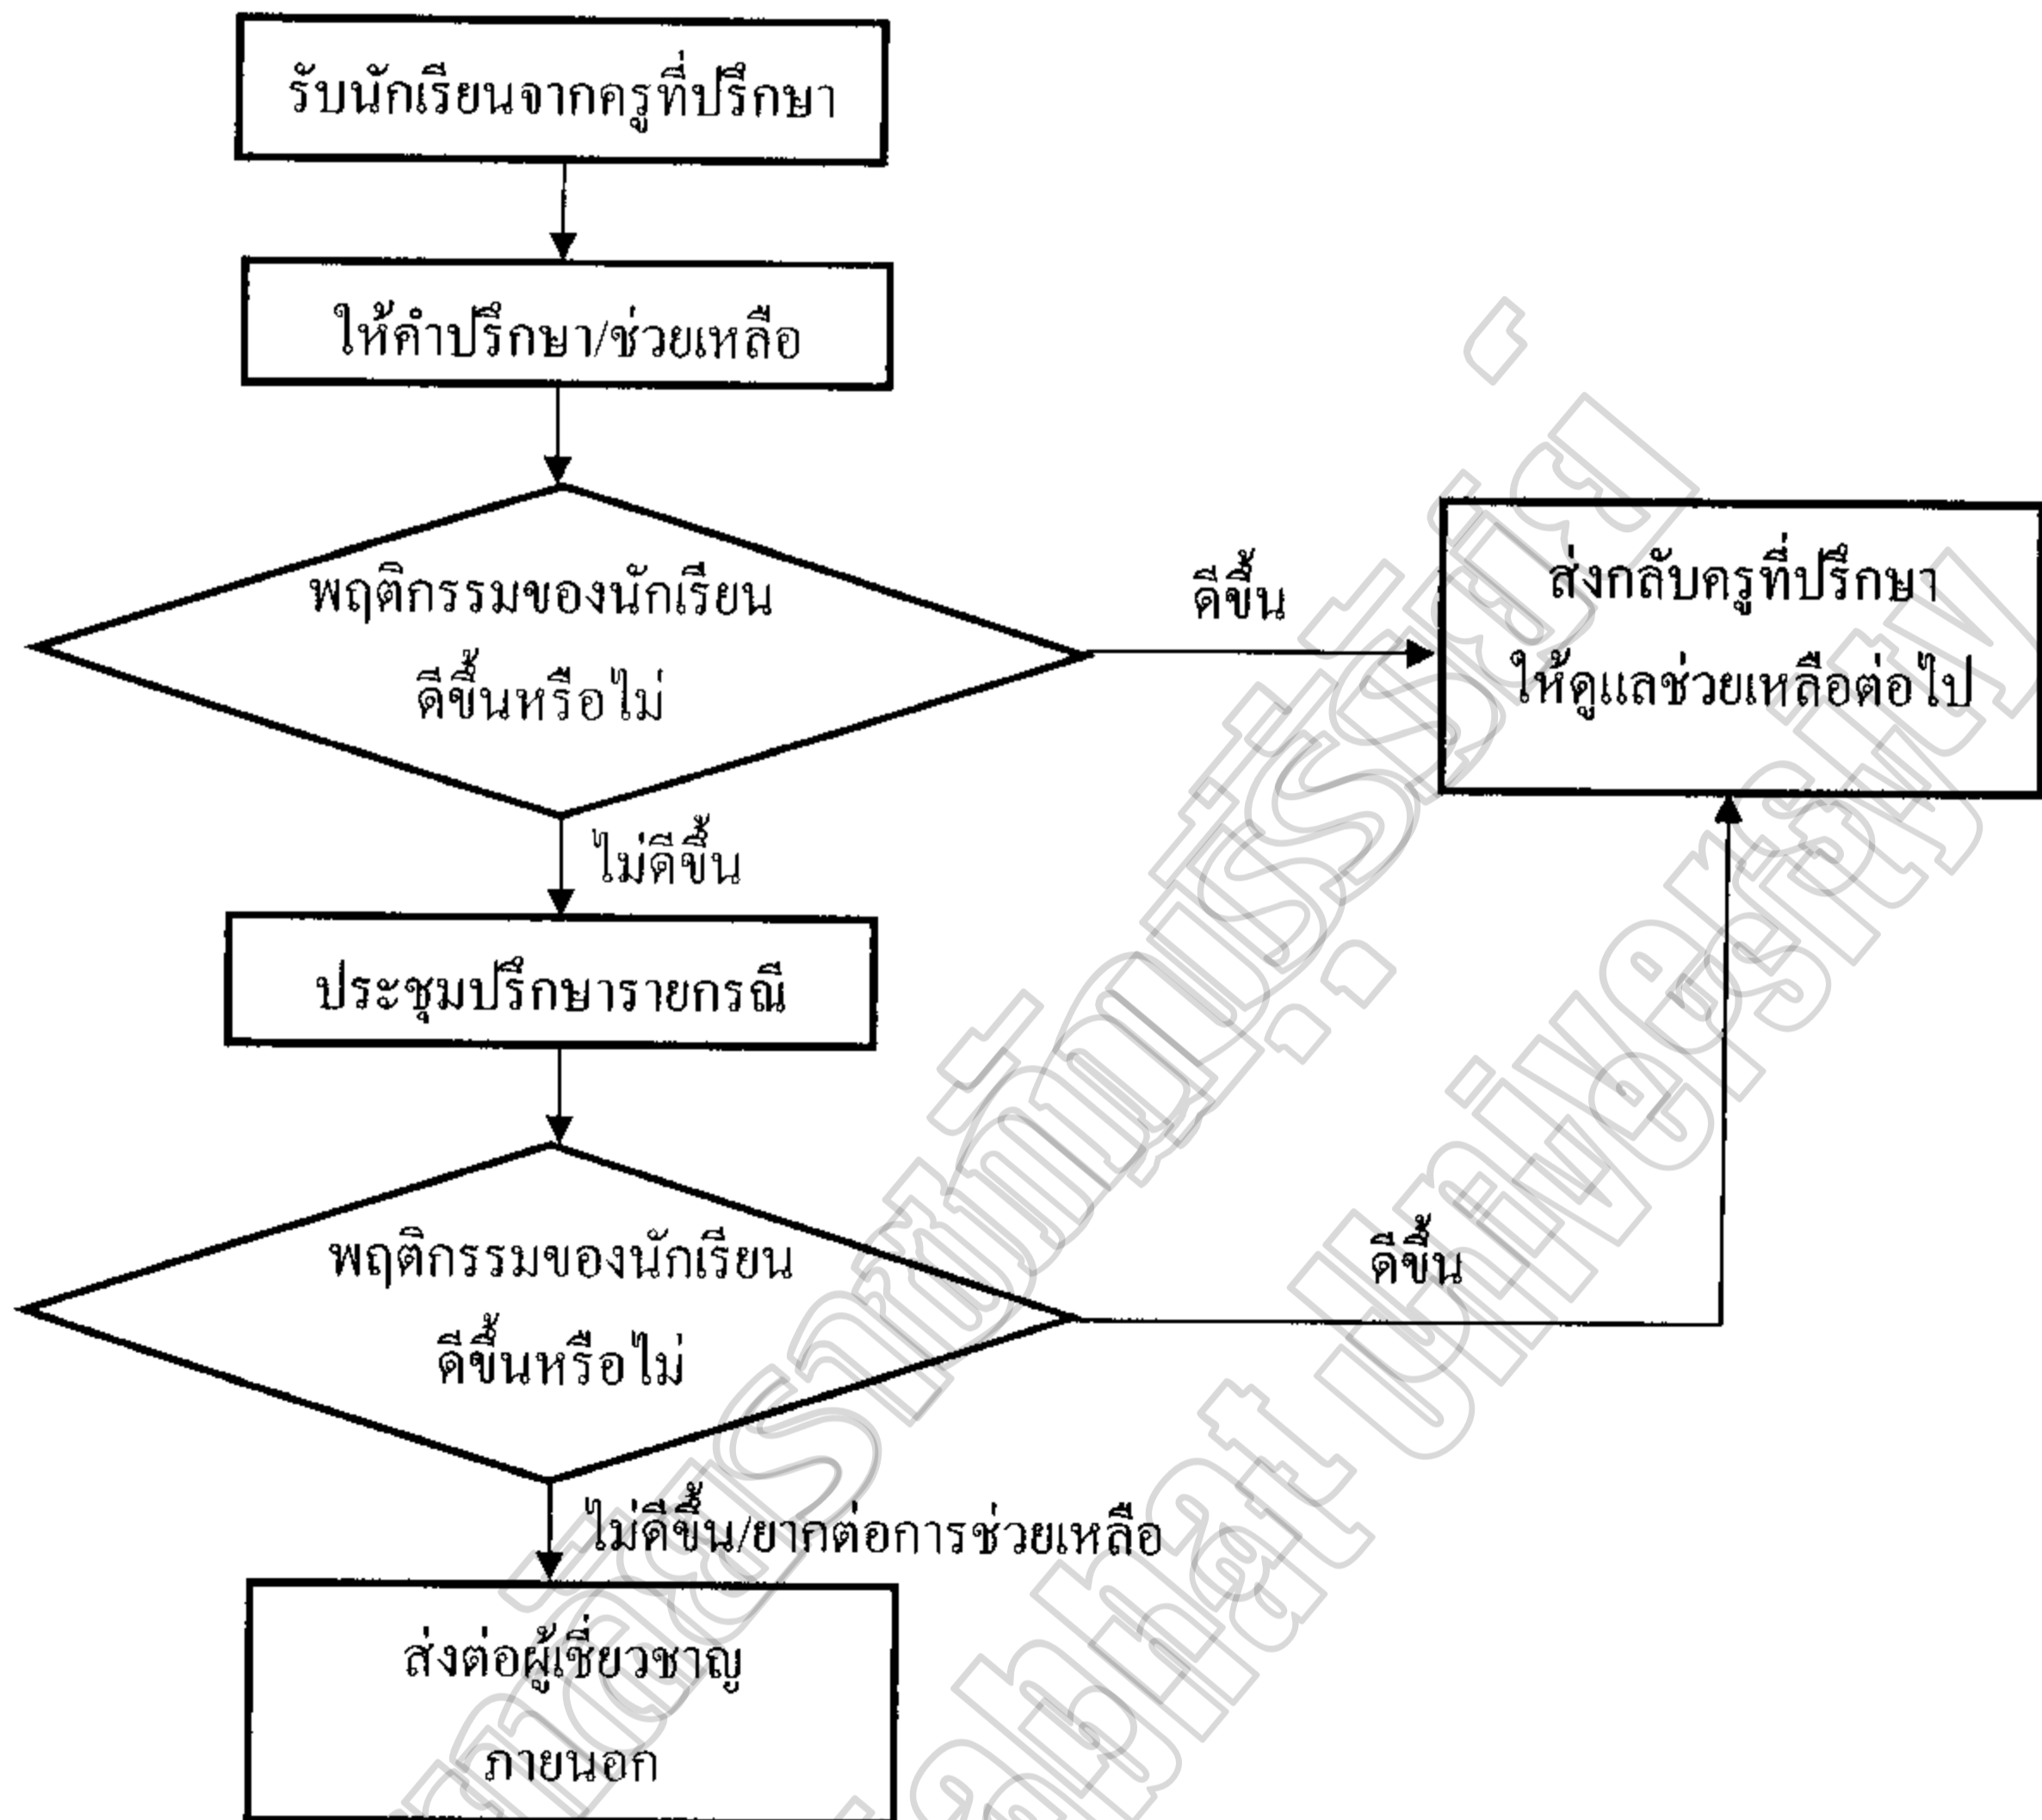 รับนักเรียนจากครูที่ปรึกษา
ให้คำปรึกษา/ช่วยเหลือ
พฤติกรรมของนักเรียน
ดีขึ้นหรือไม่
ดีขึ้น
ส่งกลับครูที่ปรึกษา
ให้ดูแลช่วยเหลือต่อไป
ไม่ดีขึ้น
ประชุมปรึกษารายกรณี
พฤติกรรมของนักเรียน
ดีขึ้นหรือไม่
ดีขึ้น
ไม่ดีขึ้น/ยากต่อการช่วยเหลือ
ส่งต่อผู้เชี่ยวชาญ
ภายนอก
University